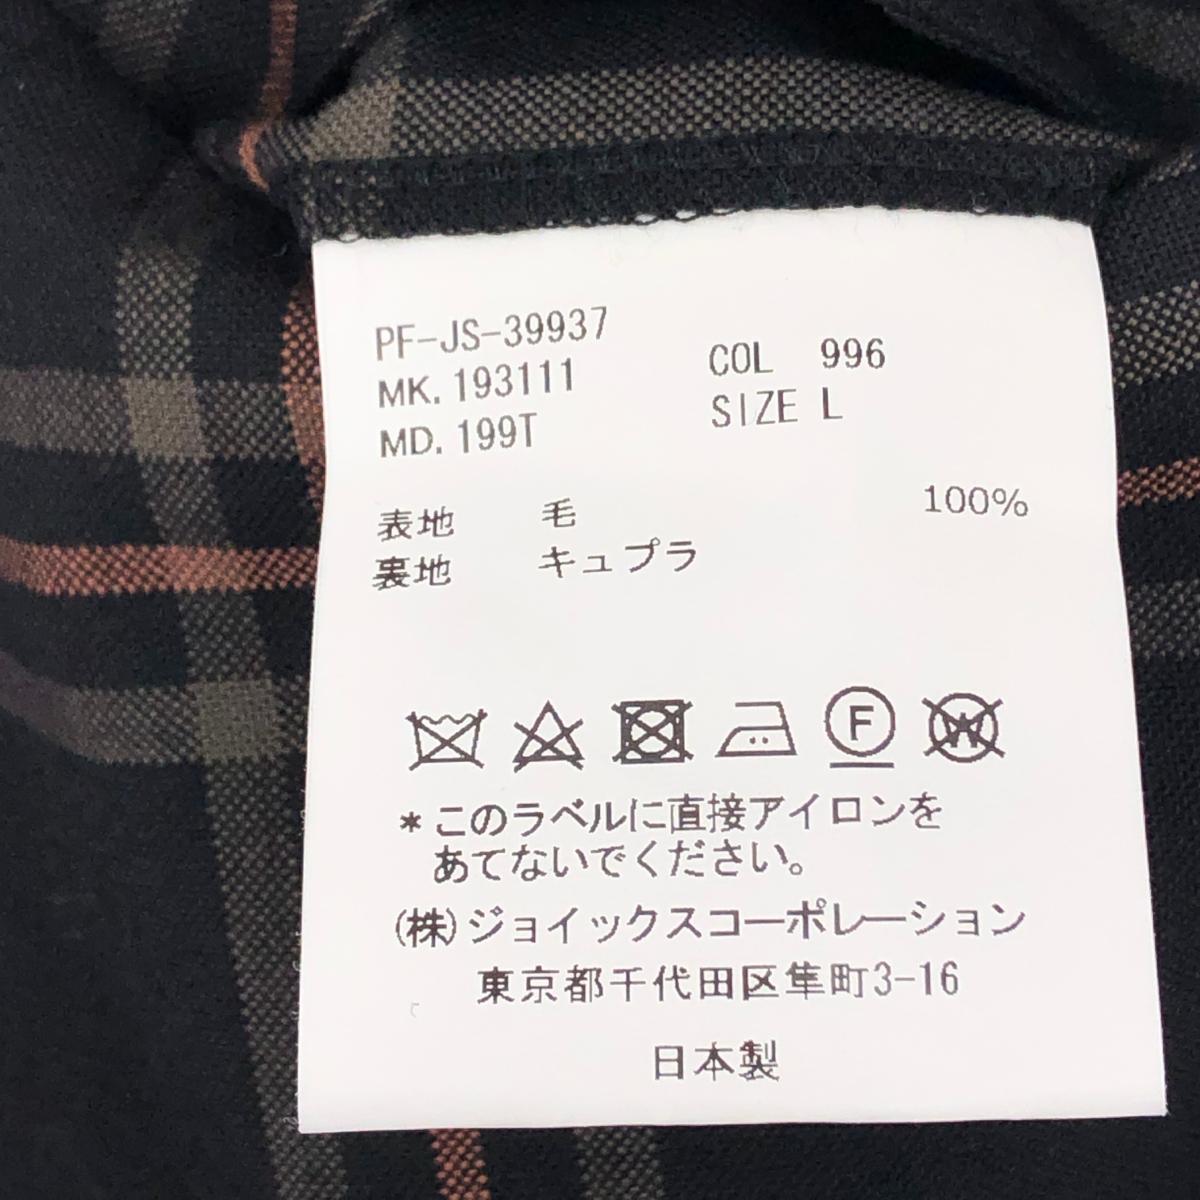 PF-JS-39937
MK. 193111 COL 996
MD. 199T SIZE L
表地 毛 100%
裏地 キュプラ
F W
*このラベルに直接アイロンを
あてないでください。
(株)ジョイックスコーポレーション
東京都千代田区隼町3-16
日本製